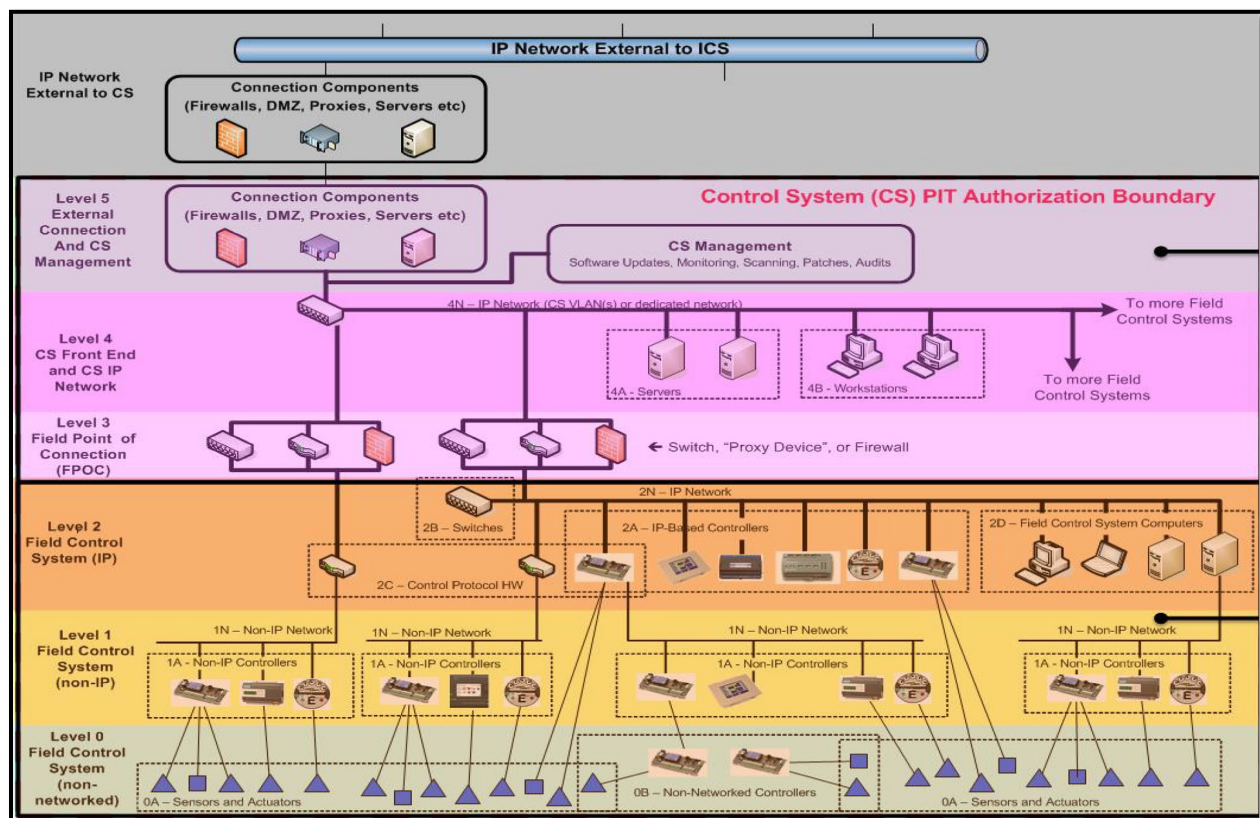 IP Network External to ICS
IP Network
External to CS
Connection Components
(Firewalls, DMZ, Proxies, Servers etc)
Level 5
External
Connection
And CS
Management
Connection Components
(Firewalls, DMZ, Proxies, Servers etc)
Control System (CS) PIT Authorization Boundary
CS Management
Software Updates, Monitoring, Scanning, Patches, Audits
Level 4
CS Front End
and CS IP
Network
4N – IP Network (CS VLAN(s) or dedicated network)
To more Field
Control Systems
4A - Servers
4B - Workstations
To more Field
Control Systems
Level 3
Field Point of
Connection
(FPOC)
← Switch, “Proxy Device”, or Firewall
Level 2
Field Control
System (IP)
2N – IP Network
2B – Switches
2A – IP-Based Controllers
2D – Field Control System Computers
2C – Control Protocol HW
E
Level 1
Field Control
System
(non-IP)
1N – Non-IP Network
1N – Non-IP Network
1N – Non-IP Network
1N – Non-IP Network
1A - Non-IP Controllers
1A - Non-IP Controllers
1A - Non-IP Controllers
1A - Non-IP Controllers
E
E
E
E
Level 0
Field Control
System
(non-
networked)
0A – Sensors and Actuators
0B – Non-Networked Controllers
0A – Sensors and Actuators